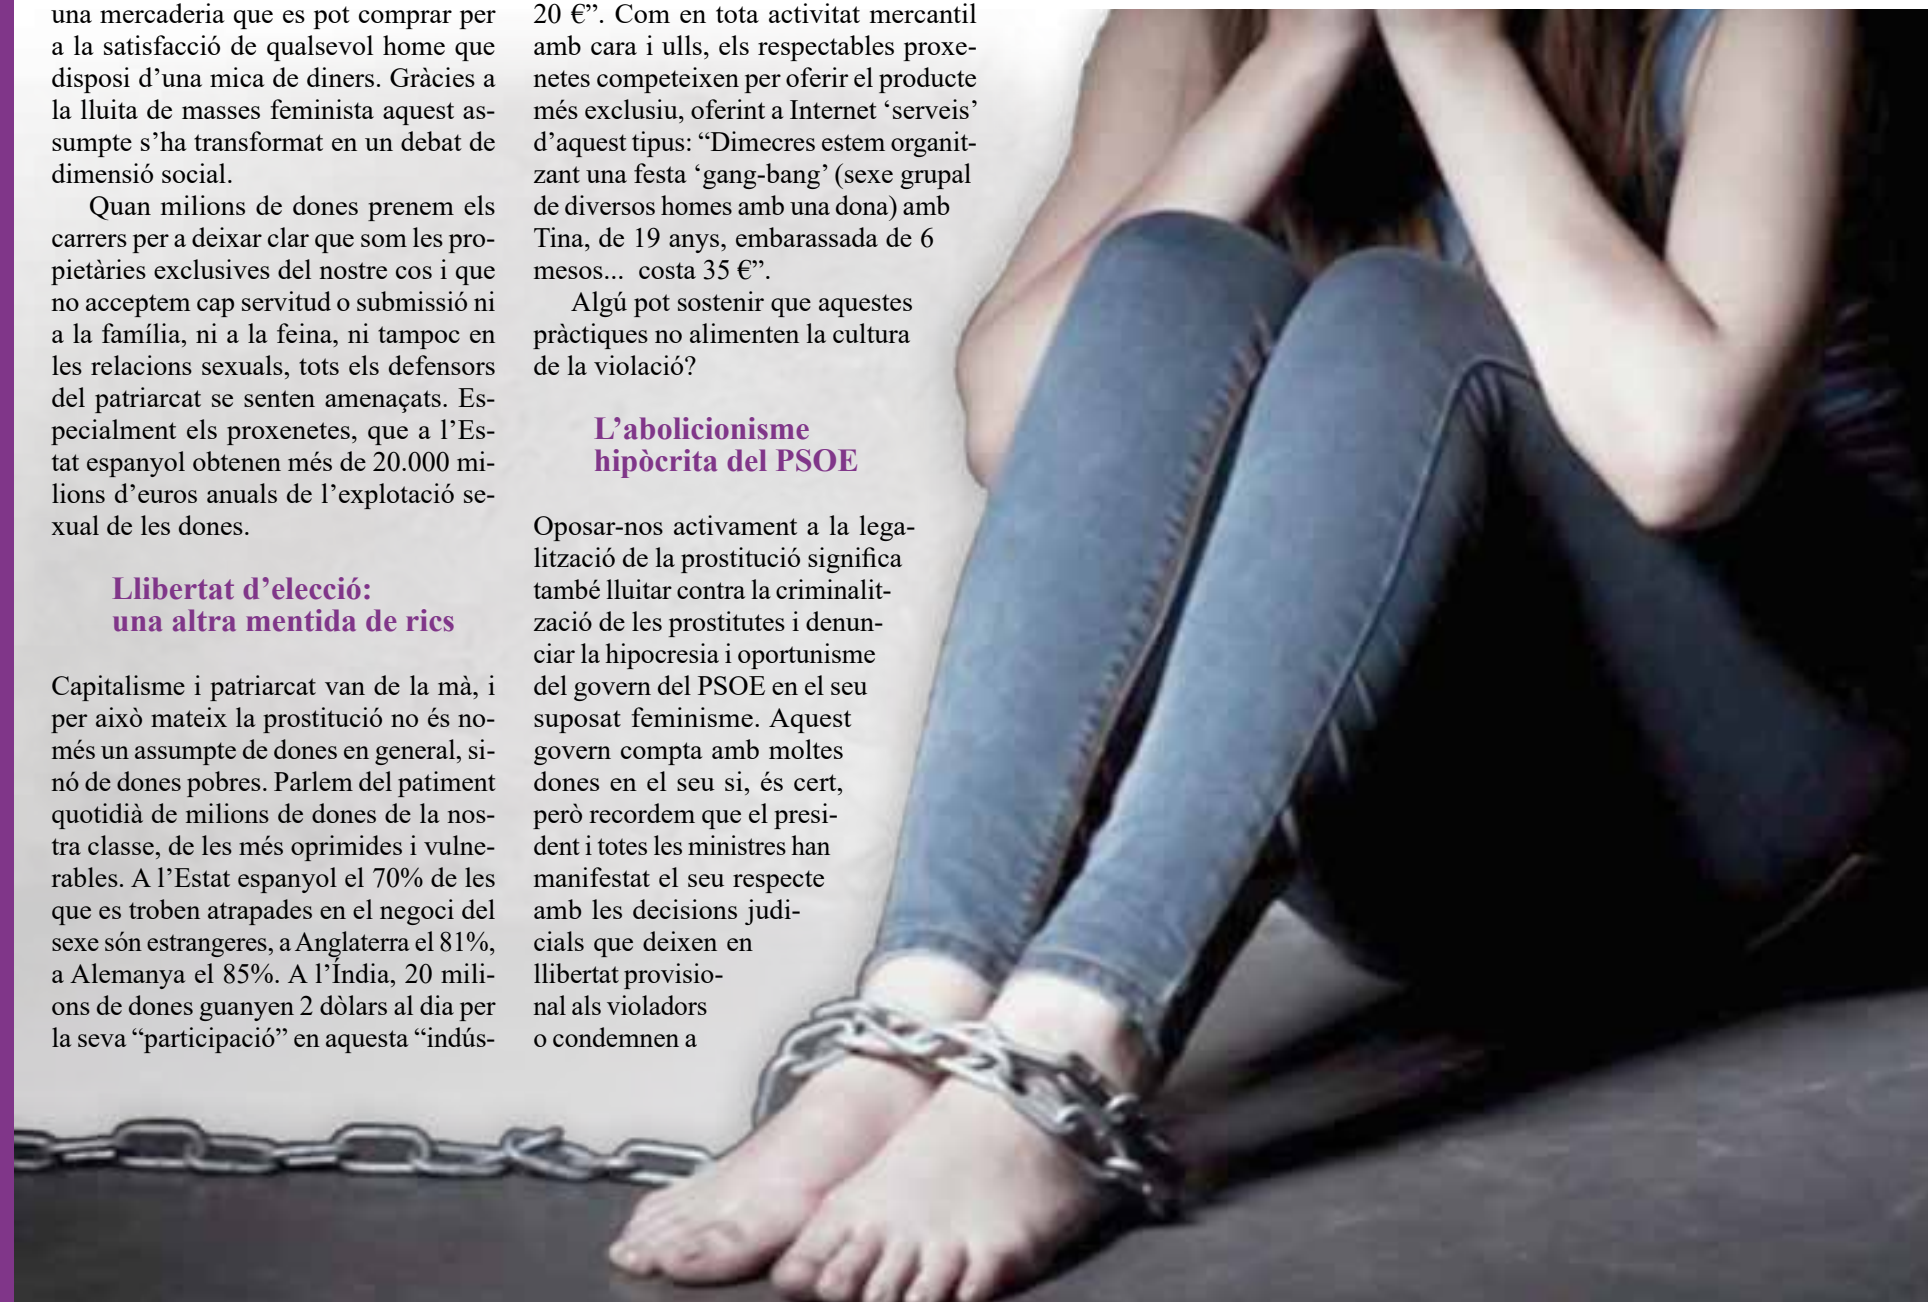 una mercaderia que es pot comprar per
a la satisfacció de qualsevol home que
disposi d’una mica de diners. Gràcies a
la lluita de masses feminista aquest as-
sumpte s’ha transformat en un debat de
dimensió social.
Quan milions de dones prenem els
carrers per a deixar clar que som les pro-
pietàries exclusives del nostre cos i que
no acceptem cap servitud o submissió ni
a la família, ni a la feina, ni tampoc en
les relacions sexuals, tots els defensors
del patriarcat se senten amenaçats. Es-
pecialment els proxenetes, que a l’Es-
tat espanyol obtenen més de 20.000 mi-
lions d’euros anuals de l’explotació se-
xual de les dones.
Llibertat d’elecció:
una altra mentida de rics
Capitalisme i patriarcat van de la mà, i
per això mateix la prostitució no és no-
més un assumpte de dones en general, si-
nó de dones pobres. Parlem del patiment
quotidià de milions de dones de la nos-
tra classe, de les més oprimides i vulne-
rables. A l’Estat espanyol el 70% de les
que es troben atrapades en el negoci del
sexe són estrangeres, a Anglaterra el 81%,
a Alemanya el 85%. A l’Índia, 20 mili-
ons de dones guanyen 2 dòlars al dia per
la seva “participació” en aquesta “indús-
20 €”. Com en tota activitat mercantil
amb cara i ulls, els respectables proxe-
netes competeixen per oferir el producte
més exclusiu, oferint a Internet ‘serveis’
d’aquest tipus: “Dimecres estem organit-
zant una festa ‘gang-bang’ (sexe grupal
de diversos homes amb una dona) amb
Tina, de 19 anys, embarassada de 6
mesos... costa 35 €”.
Algú pot sostenir que aquestes
pràctiques no alimenten la cultura
de la violació?
L’abolicionisme
hipòcrita del PSOE
Oposar-nos activament a la lega-
lització de la prostitució significa
també lluitar contra la criminalit-
zació de les prostitutes i denun-
ciar la hipocresia i oportunisme
del govern del PSOE en el seu
suposat feminisme. Aquest
govern compta amb moltes
dones en el seu si, és cert,
però recordem que el presi-
dent i totes les ministres han
manifestat el seu respecte
amb les decisions judi-
cials que deixen en
llibertat provisio-
nal als violadors
o condemnen a